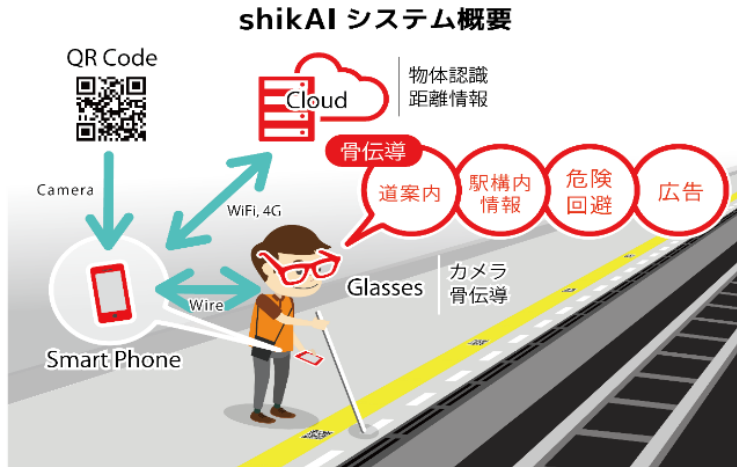 shikAI システム概要
QR Code
Cloud
物体認識
距離情報
骨伝導
道案内
駅構内
情報
危険
回避
広告
Camera
WiFi, 4G
Wire
Glasses
カメラ
骨伝導
Smart Phone